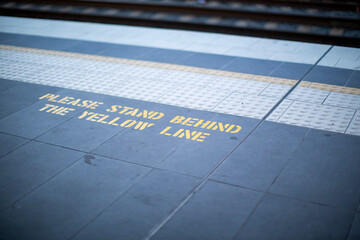 PLEASE STAND BEHIND
THE YELLOW LINE